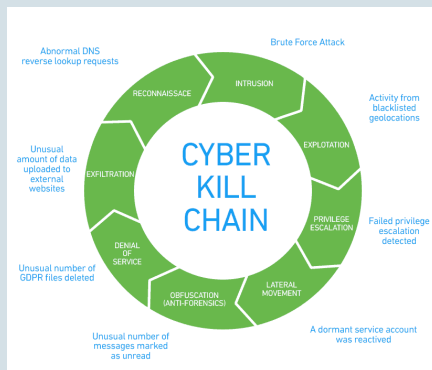 Brute Force Attack
Abnormal DNS
reverse lookup requests
INTRUSION
RECONNAISSACE
Activity from
blacklisted
geolocations
EXPLOTATION
CYBER
KILL
CHAIN
Unusual
amount of data
uploaded to
external
websites
EXFILTRATION
PRIVILEGE
ESCALATION
Failed privilege
escalation
detected
DENIAL
OF
SERVICE
Unusual number of
GDPR files deleted
LATERAL
MOVEMENT
OBFUSCATION
(ANTI-FORENSICS)
A dormant service account
was reactived
Unusual number of
messages marked
as unread